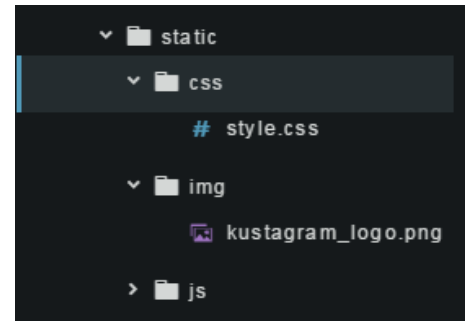 static
css
# style.css
img
kustagram_logo.png
js